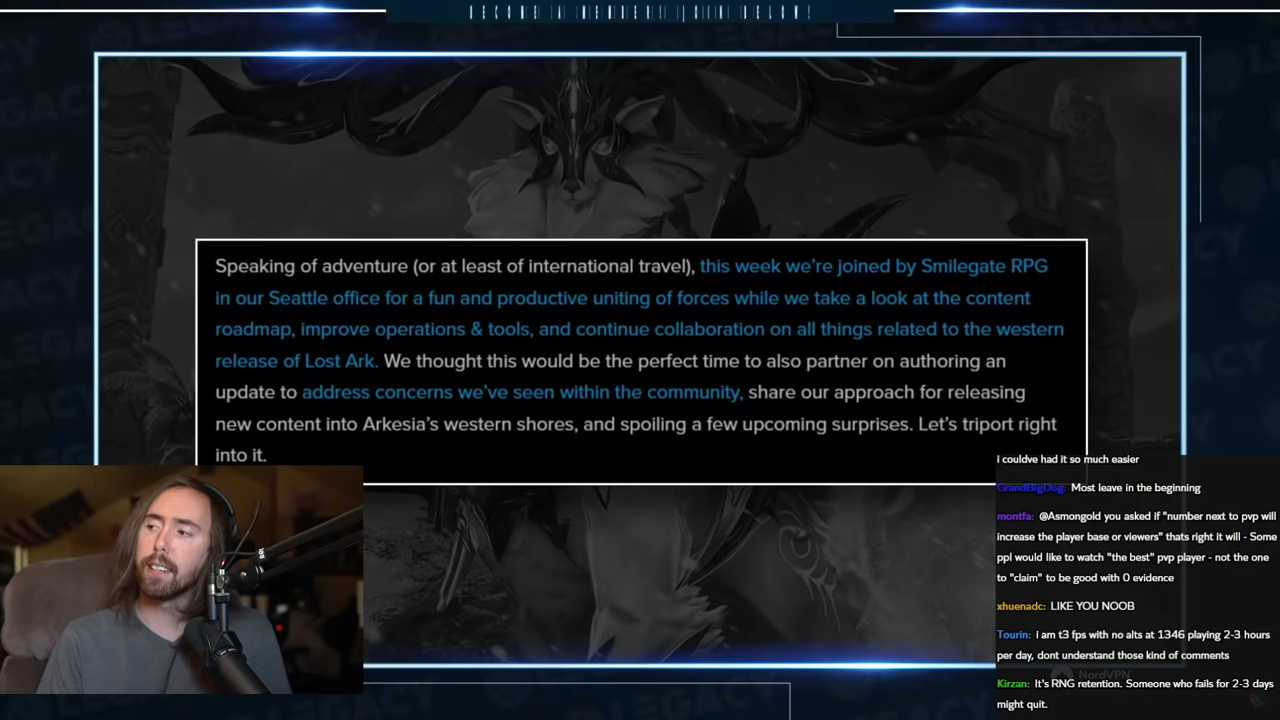 BECOME A MEMBER! JOIN BELOW!
Speaking of adventure (or at least of international travel), this week we're joined by Smilegate RPG
in our Seattle office for a fun and productive uniting of forces while we take a look at the content
roadmap, improve operations & tools, and continue collaboration on all things related to the western
release of Lost Ark. We thought this would be the perfect time to also partner on authoring an
update to address concerns we've seen within the community, share our approach for releasing
new content into Arkesia's western shores, and spoiling a few upcoming surprises. Let's triport right
into it.
i couldve had it so much easier
GrandBigDog: Most leave in the beginning
montfa: @Asmongold you asked if "number next to pvp will
increase the player base or viewers" thats right it will - Some
ppl would like to watch "the best" pvp player - not the one
to "claim" to be good with 0 evidence
xhuenadc: LIKE YOU NOOB
Tourin: i am t3 fps with no alts at 1346 playing 2-3 hours
per day, dont understand those kind of comments
NordVPN
Kirzan: It's RNG retention. Someone who fails for 2-3 days
might quit.